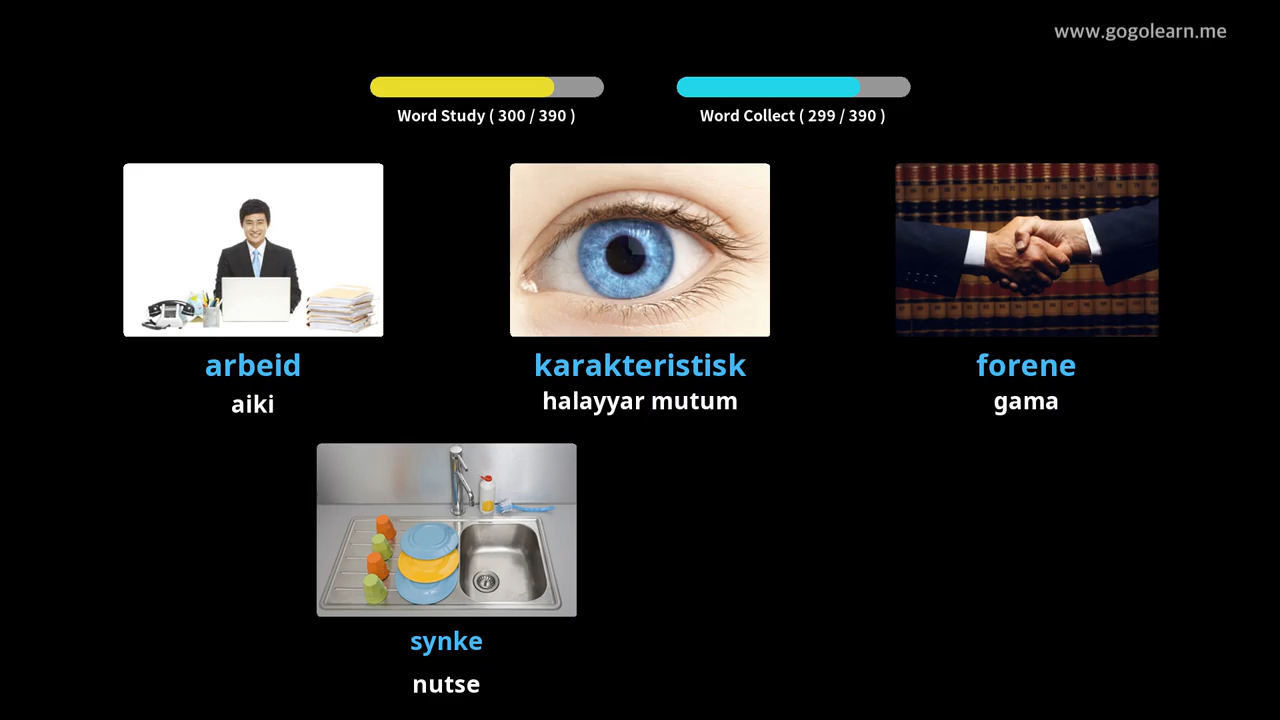 www.gogolearn.me
Word Study ( 300 / 390 )
Word Collect ( 299 / 390 )
arbeid
aiki
karakteristisk
halayyar mutum
forene
gama
synke
nutse